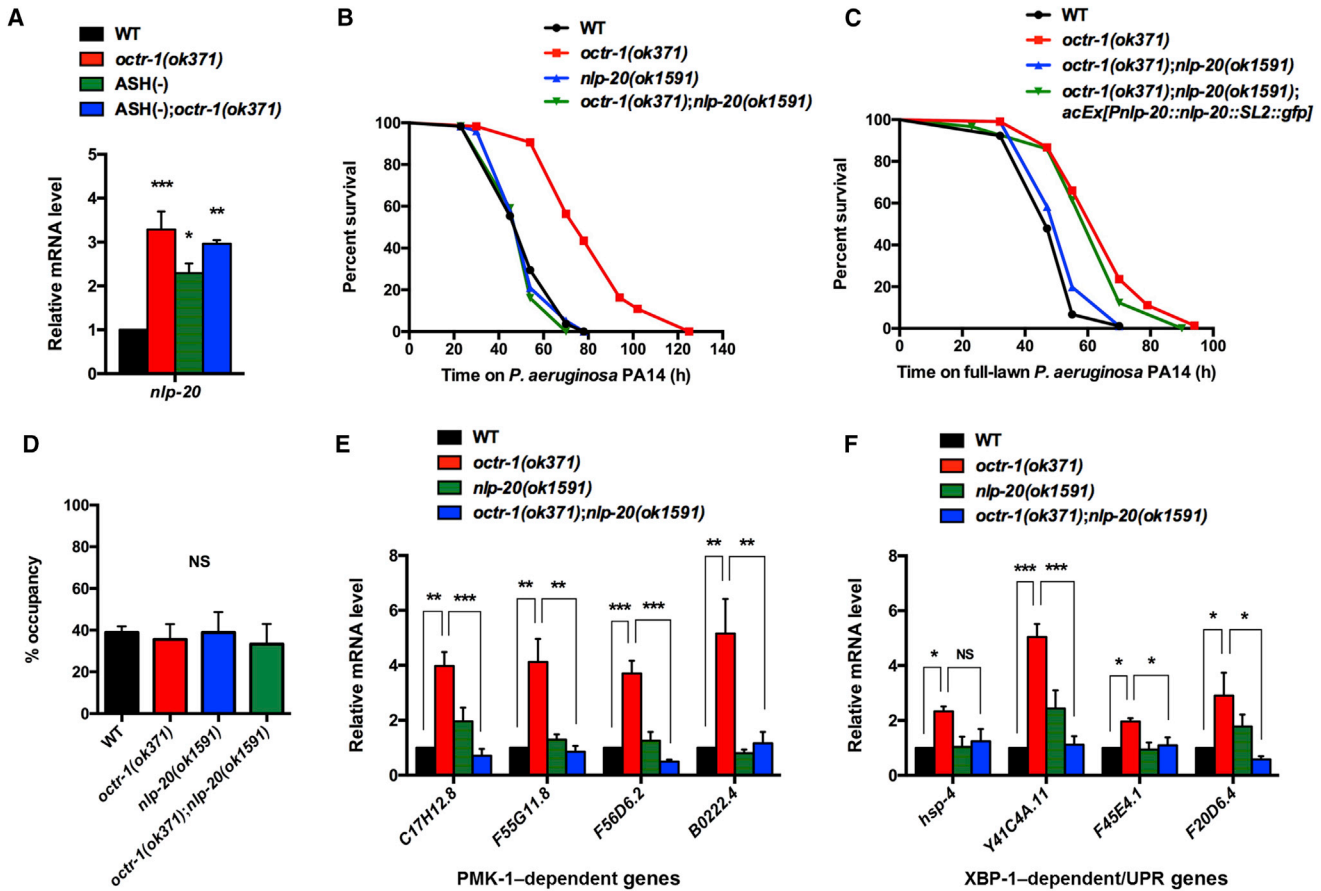 A
WT
octr-1(ok371)
ASH(-)
ASH(-);octr-1(ok371)
Relative mRNA level
5
4
3
2
1
0
***
*
**
nlp-20
B
WT
octr-1(ok371)
nlp-20(ok1591)
octr-1(ok371);nlp-20(ok1591)
Percent survival
100
80
60
40
20
0
0 20 40 60 80 100 120 140
Time on P. aeruginosa PA14 (h)
C
WT
octr-1(ok371)
octr-1(ok371);nlp-20(ok1591)
octr-1(ok371);nlp-20(ok1591);
acEx[Pnlp-20::nlp-20::SL2::gfp]
Percent survival
100
80
60
40
20
0
0 20 40 60 80 100
Time on full-lawn P. aeruginosa PA14 (h)
D
% occupancy
100
80
60
40
20
0
NS
WT
octr-1(ok371)
nlp-20(ok1591)
octr-1(ok371);nlp-20(ok1591)
E
WT
octr-1(ok371)
nlp-20(ok1591)
octr-1(ok371);nlp-20(ok1591)
Relative mRNA level
8
6
4
2
0
** ***
** **
*** ***
** **
C17H12.8
F55G11.8
F56D6.2
B0222.4
PMK-1–dependent genes
F
WT
octr-1(ok371)
nlp-20(ok1591)
octr-1(ok371);nlp-20(ok1591)
Relative mRNA level
8
6
4
2
0
* NS
*** ***
* *
* *
hsp-4
Y41C4A.11
F45E4.1
F20D6.4
XBP-1–dependent/UPR genes